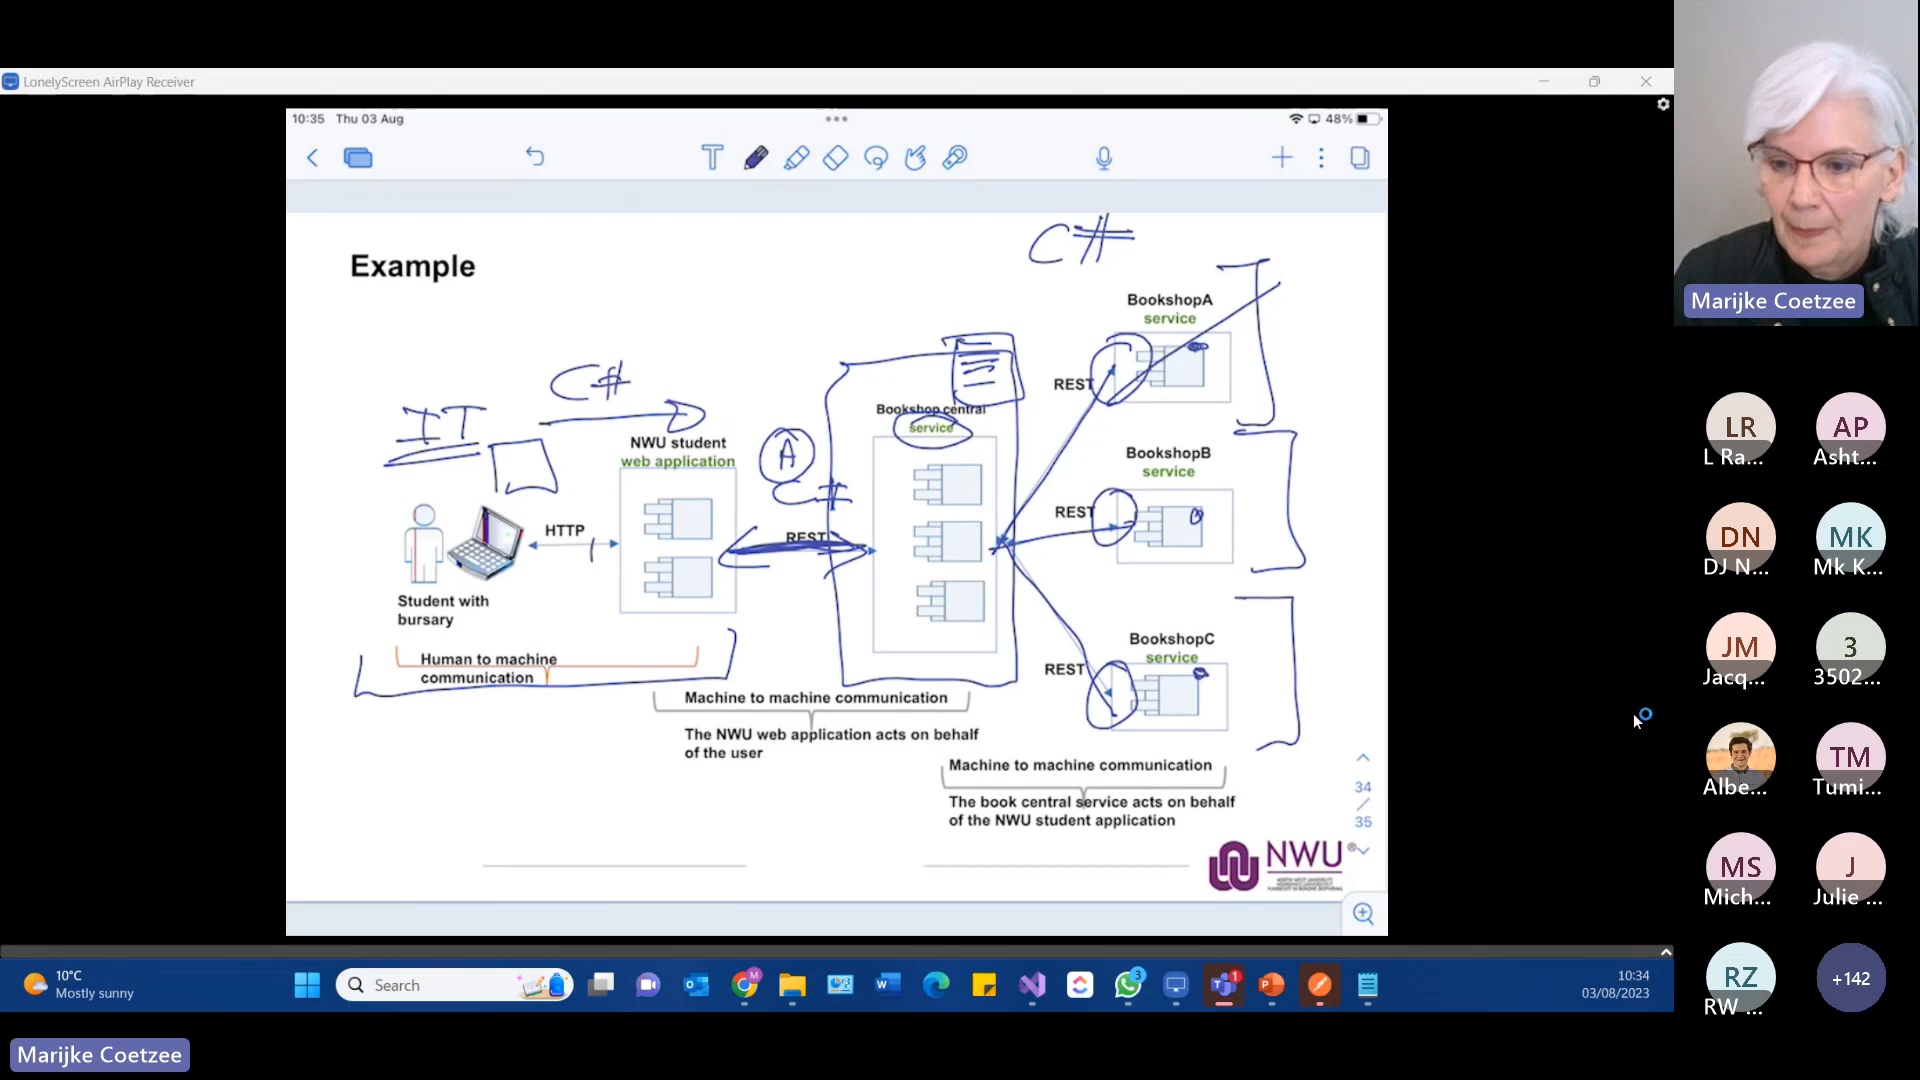 LonelyScreen AirPlay Receiver
10:35 Thu 03 Aug
48%
Example
C#
BookshopA
service
REST
C#
IT
NWU student
web application
A
C#
Bookshop central
service
BookshopB
service
REST
HTTP
REST
Student with
bursary
BookshopC
service
REST
Human to machine
communication
Machine to machine communication
The NWU web application acts on behalf
of the user
Machine to machine communication
The book central service acts on behalf
of the NWU student application
34
/
35
NWU
®
10°C
Mostly sunny
Search
3
1
10:34
03/08/2023
Marijke Coetzee
LR
L Ra...
AP
Asht...
DN
DJ N...
MK
Mk K...
JM
Jacq...
3
3502...
Albe...
TM
Tumi...
MS
Mich...
J
Julie ...
RZ
RW ...
+142
Marijke Coetzee